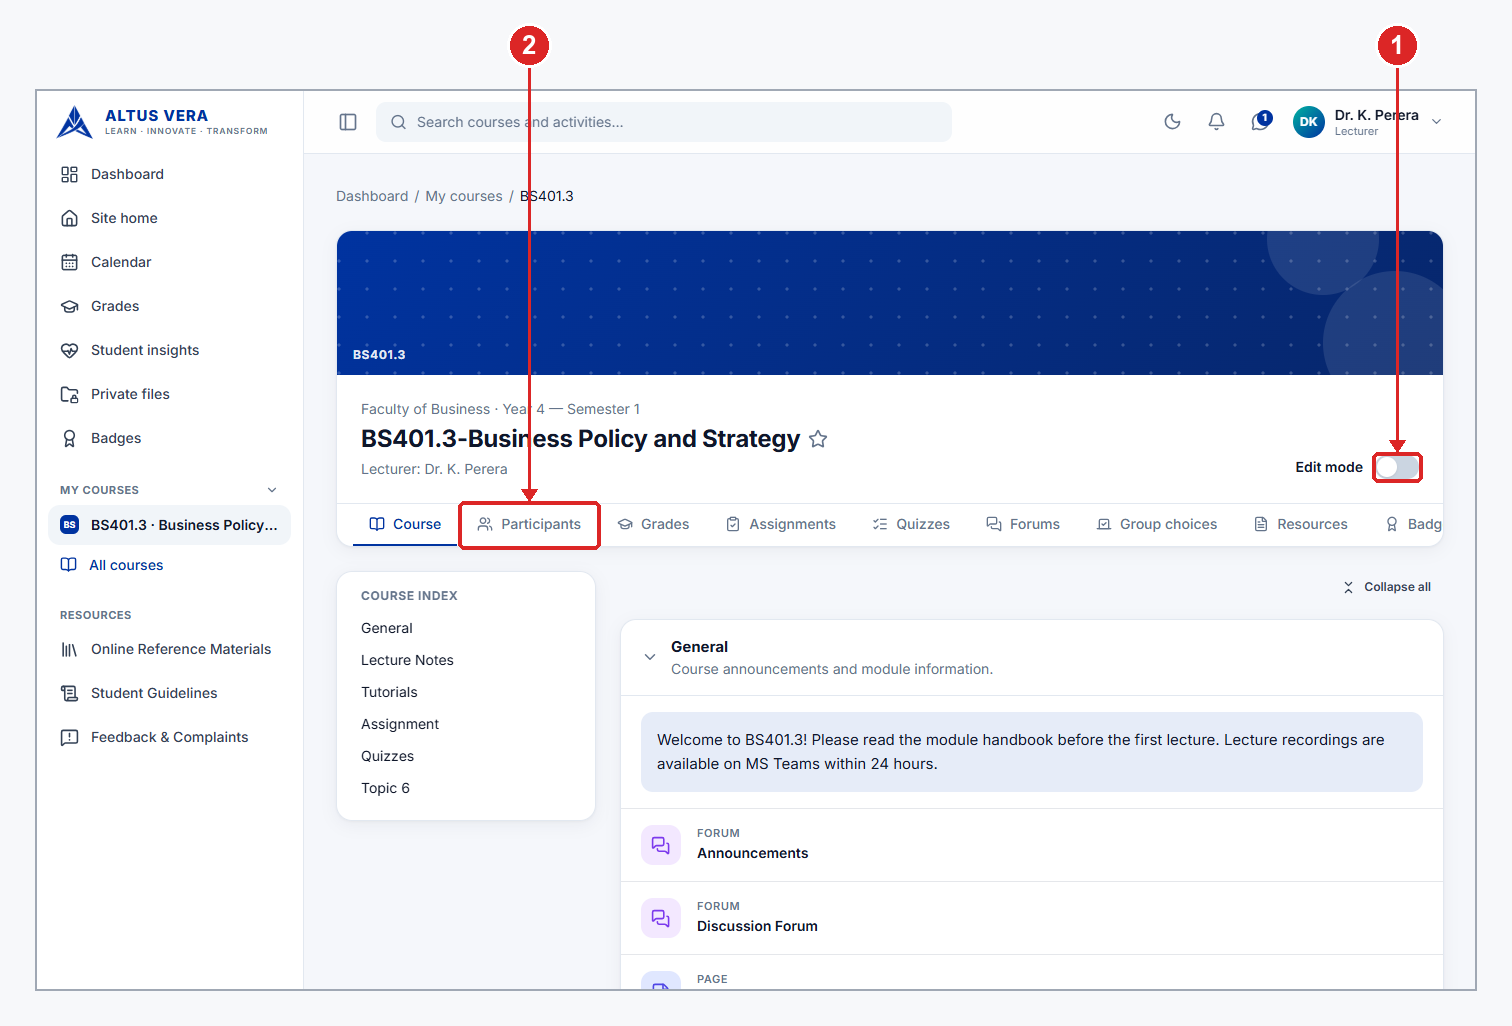 2
1
ALTUS VERA
LEARN · INNOVATE · TRANSFORM
Search courses and activities...
1
DK
Dr. K. Perera
Lecturer
Dashboard
Site home
Calendar
Grades
Student insights
Private files
Badges
MY COURSES
BS
BS401.3 · Business Policy...
All courses
RESOURCES
Online Reference Materials
Student Guidelines
Feedback & Complaints
Dashboard / My courses / BS401.3
BS401.3
Faculty of Business · Year 4 — Semester 1
BS401.3-Business Policy and Strategy
Lecturer: Dr. K. Perera
Edit mode
Course Participants Grades Assignments Quizzes Forums Group choices Resources Badg
COURSE INDEX
General
Lecture Notes
Tutorials
Assignment
Quizzes
Topic 6
Collapse all
General
Course announcements and module information.
Welcome to BS401.3! Please read the module handbook before the first lecture. Lecture recordings are
available on MS Teams within 24 hours.
FORUM
Announcements
FORUM
Discussion Forum
PAGE